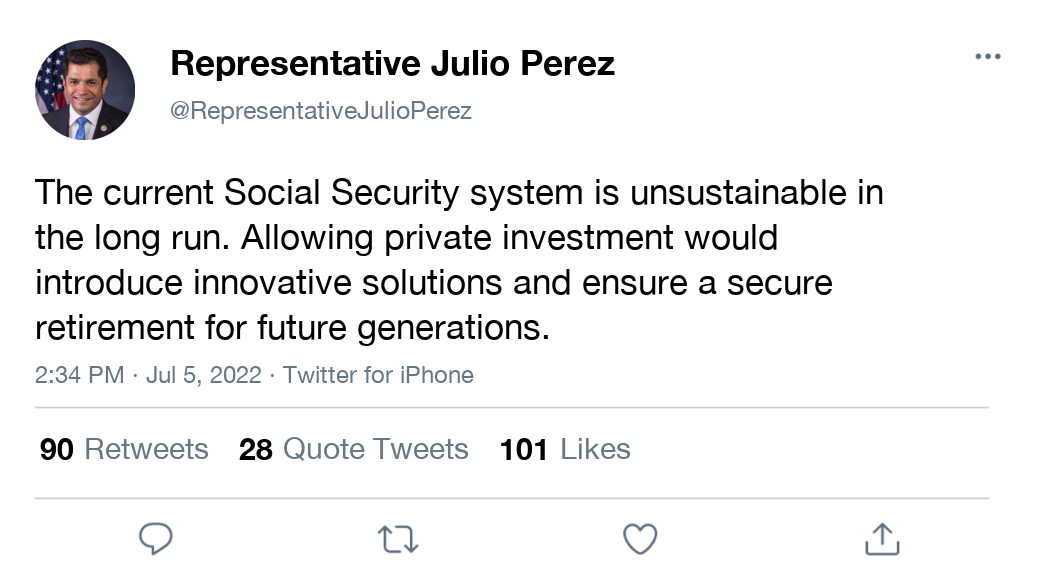 Representative Julio Perez
@RepresentativeJulioPerez
The current Social Security system is unsustainable in
the long run. Allowing private investment would
introduce innovative solutions and ensure a secure
retirement for future generations.
2:34 PM · Jul 5, 2022 · Twitter for iPhone
90 Retweets 28 Quote Tweets 101 Likes